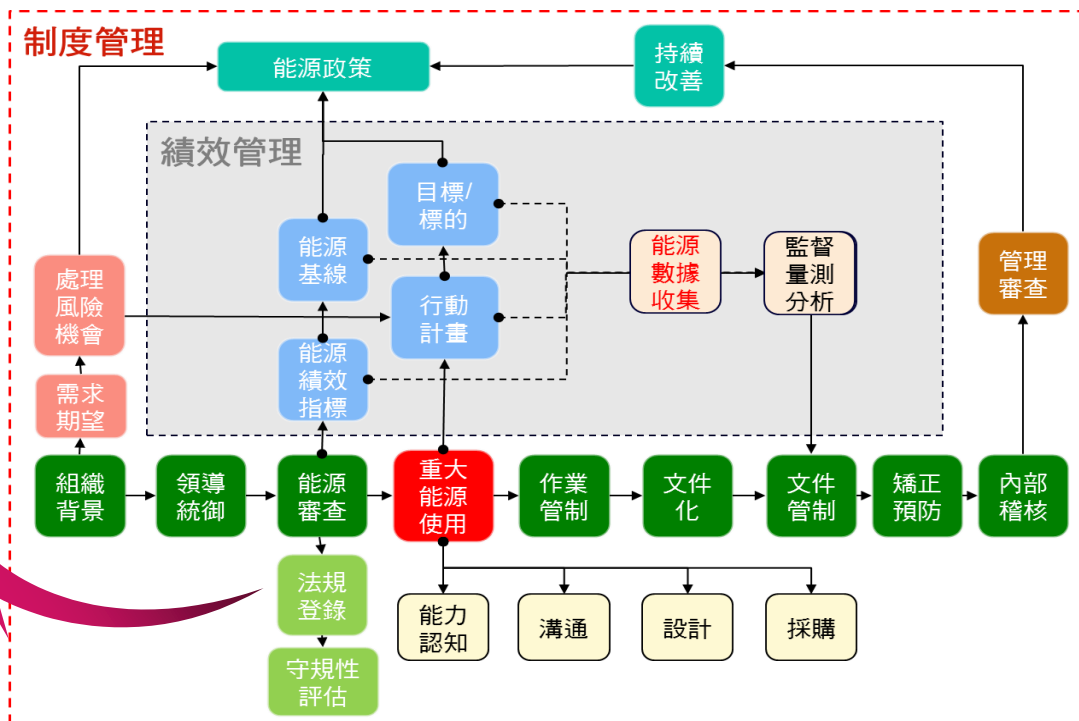 制度管理
能源政策
持續
改善
績效管理
目標/
標的
能源
基線
能源
數據
收集
監督
量測
分析
管理
審查
處理
風險
機會
行動
計畫
能源
績效
指標
需求
期望
組織
背景
領導
統御
能源
審查
重大
能源
使用
作業
管制
文件
化
文件
管制
矯正
預防
內部
稽核
法規
登錄
能力
認知
溝通
設計
採購
守規性
評估